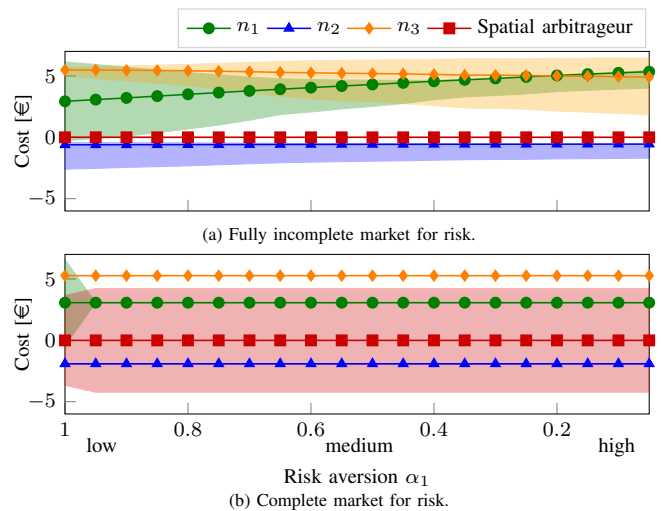 n1 n2 n3 Spatial arbitrageur
5
0
−5
Cost [€]
(a) Fully incomplete market for risk.
5
0
−5
Cost [€]
1 0.8 0.6 0.4 0.2
low medium high
Risk aversion α1
(b) Complete market for risk.